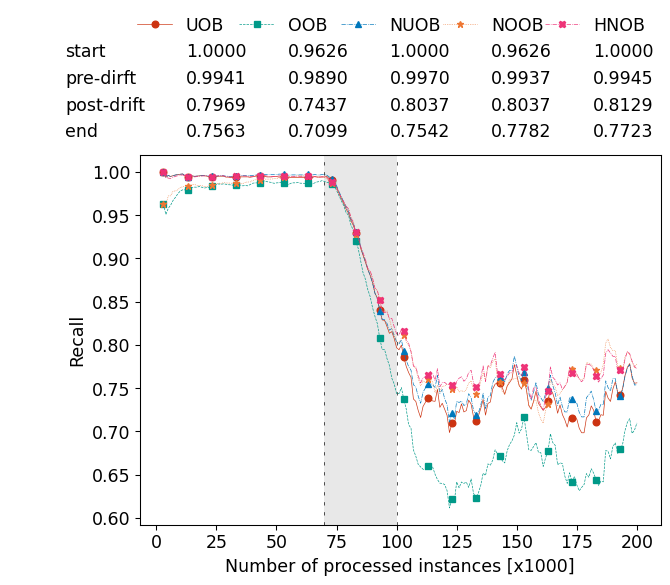 UOB OOB NUOB NOOB HNOB
start 1.0000 0.9626 1.0000 0.9626 1.0000
pre-dirft 0.9941 0.9890 0.9970 0.9937 0.9945
post-drift 0.7969 0.7437 0.8037 0.8037 0.8129
end 0.7563 0.7099 0.7542 0.7782 0.7723
1.00
0.95
0.90
0.85
0.80
0.75
0.70
0.65
0.60
Recall
0 25 50 75 100 125 150 175 200
Number of processed instances [x1000]